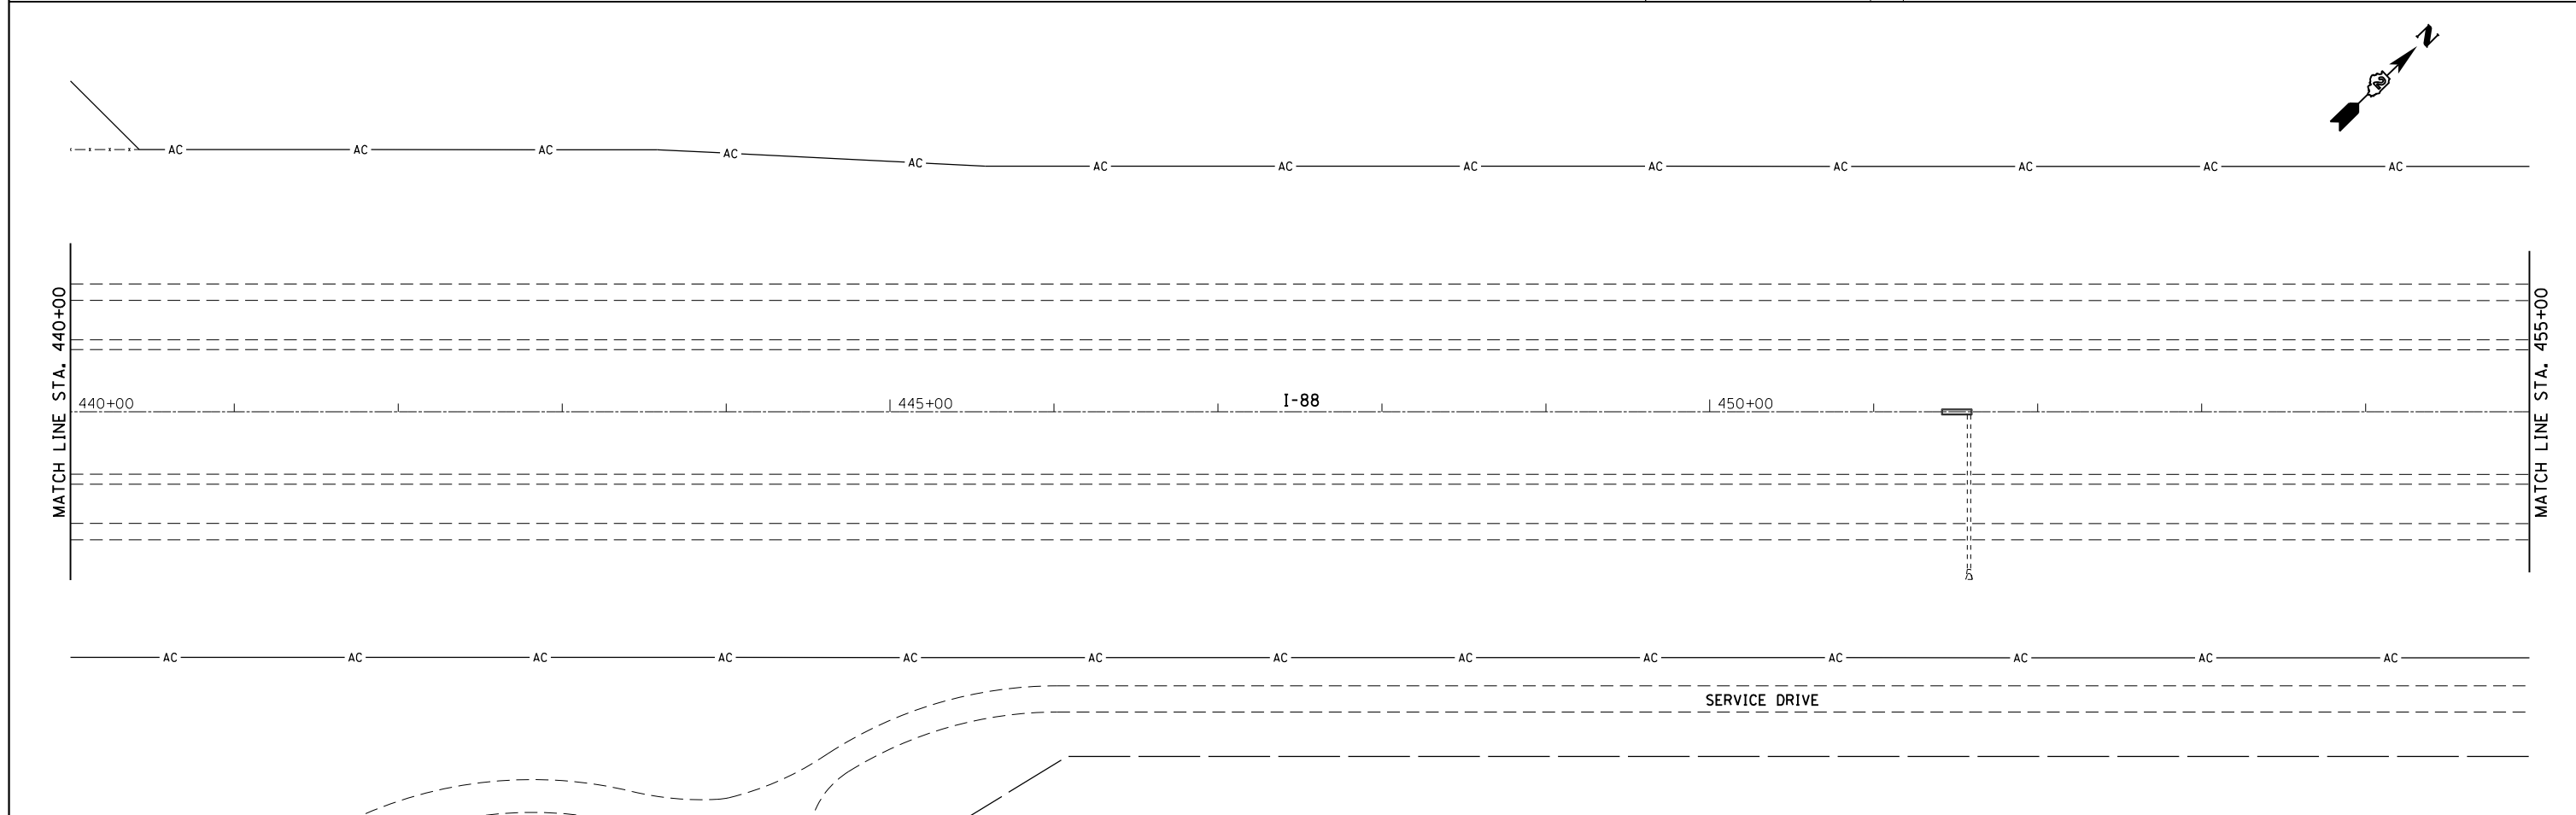 N
2
AC AC AC AC AC AC AC AC AC AC AC AC AC
MATCH LINE STA. 440+00
440+00 445+00 I-88 450+00
MATCH LINE STA. 455+00
AC AC AC AC AC AC AC AC AC AC AC AC AC
SERVICE DRIVE